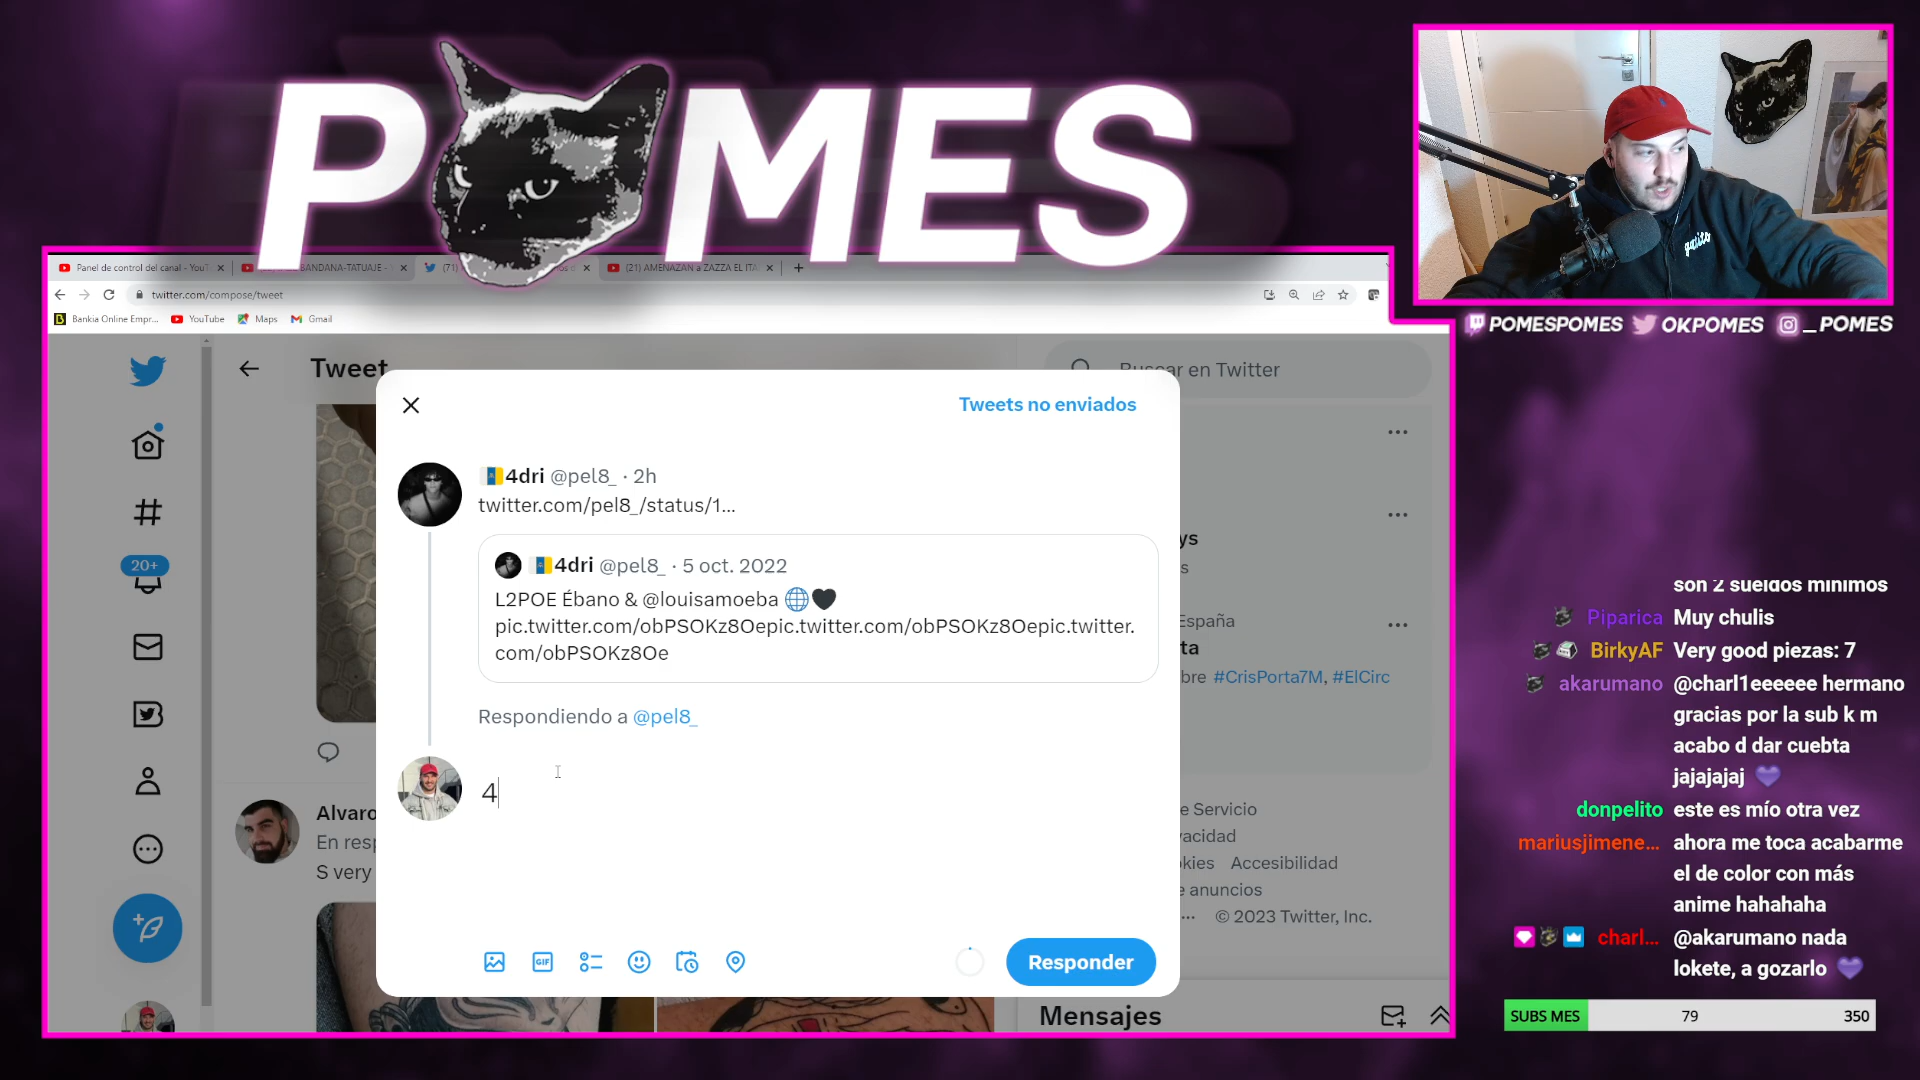 POMES
Panel de control del canal - YouT
BANDANA-TATUAJE -
(71)
(21) AMENAZAN a ZAZZA EL ITA
twitter.com/compose/tweet
Bankia Online Empr...
YouTube
Maps
Gmail
POMESPOMES
OKPOMES
_POMES
Tweet
Buscar en Twitter
Tweets no enviados
4dri @pel8_ · 2h
twitter.com/pel8_/status/1...
4dri @pel8_ · 5 oct. 2022
L2POE Ébano & @louisamoeba
pic.twitter.com/obPSOKz8Oepic.twitter.com/obPSOKz8Oepic.twitter.
com/obPSOKz8Oe
Respondiendo a @pel8_
4
GIF
Responder
20+
Alvaro
En resp
S very
ys
s
España
ta
bre #CrisPorta7M, #ElCirc
e Servicio
vacidad
kies Accesibilidad
e anuncios
··· © 2023 Twitter, Inc.
Mensajes
son 2 sueldos minimos
Piparica Muy chulis
BirkyAF Very good piezas: 7
akarumano @charl1eeeeee hermano
gracias por la sub k m
acabo d dar cuebta
jajajajaj
donpelito este es mío otra vez
mariusjimene... ahora me toca acabarme
el de color con más
anime hahahaha
charl... @akarumano nada
lokete, a gozarlo
SUBS MES 79 350